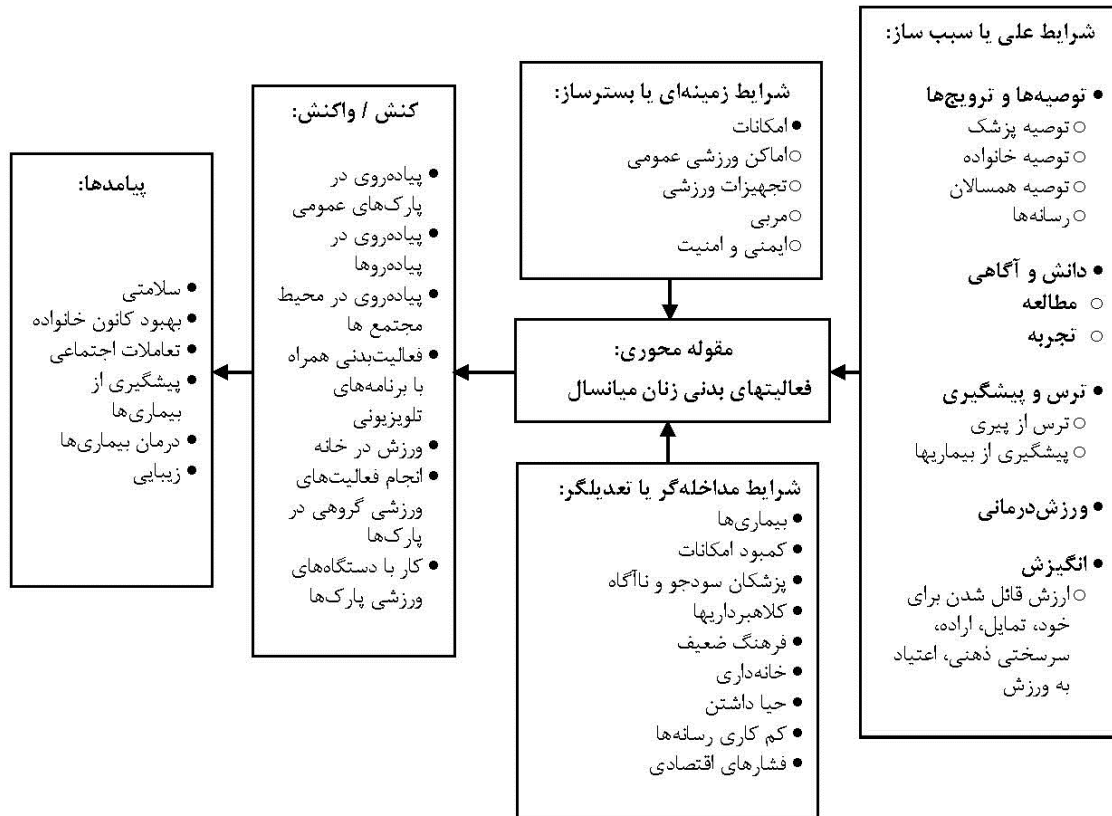 شرایط علی یا سبب ساز:
● توصیه‌ها و ترویج‌ها
○ توصیه پزشک
○ توصیه خانواده
○ توصیه همسالان
○ رسانه‌ها
● دانش و آگاهی
○ مطالعه
○ تجربه
● ترس و پیشگیری
○ ترس از پیری
○ پیشگیری از بیماریها
● ورزش‌درمانی
● انگیزش
○ ارزش قائل شدن برای
خود، تمایل، اراده،
سرسختی ذهنی، اعتیاد
به ورزش
شرایط زمینه‌ای یا بسترساز:
● امکانات
○ اماکن ورزشی عمومی
○ تجهیزات ورزشی
○ مربی
○ ایمنی و امنیت
مقوله محوری:
فعالیتهای بدنی زنان میانسال
شرایط مداخله‌گر یا تعدیلگر:
● بیماری‌ها
● کمبود امکانات
● پزشکان سودجو و ناآگاه
● کلاهبرداریها
● فرهنگ ضعیف
● خانه‌داری
● حیا داشتن
● کم کاری رسانه‌ها
● فشارهای اقتصادی
کنش / واکنش:
● پیاده‌روی در
پارک‌های عمومی
● پیاده‌روی در
پیاده‌روها
● پیاده‌روی در محیط
مجتمع ها
● فعالیت‌بدنی همراه
با برنامه‌های
تلویزیونی
● ورزش در خانه
● انجام فعالیت‌های
ورزشی گروهی در
پارک‌ها
● کار با دستگاه‌های
ورزشی پارک‌ها
پیامدها:
● سلامتی
● بهبود کانون خانواده
● تعاملات اجتماعی
● پیشگیری از
بیماری‌ها
● درمان بیماری‌ها
● زیبایی